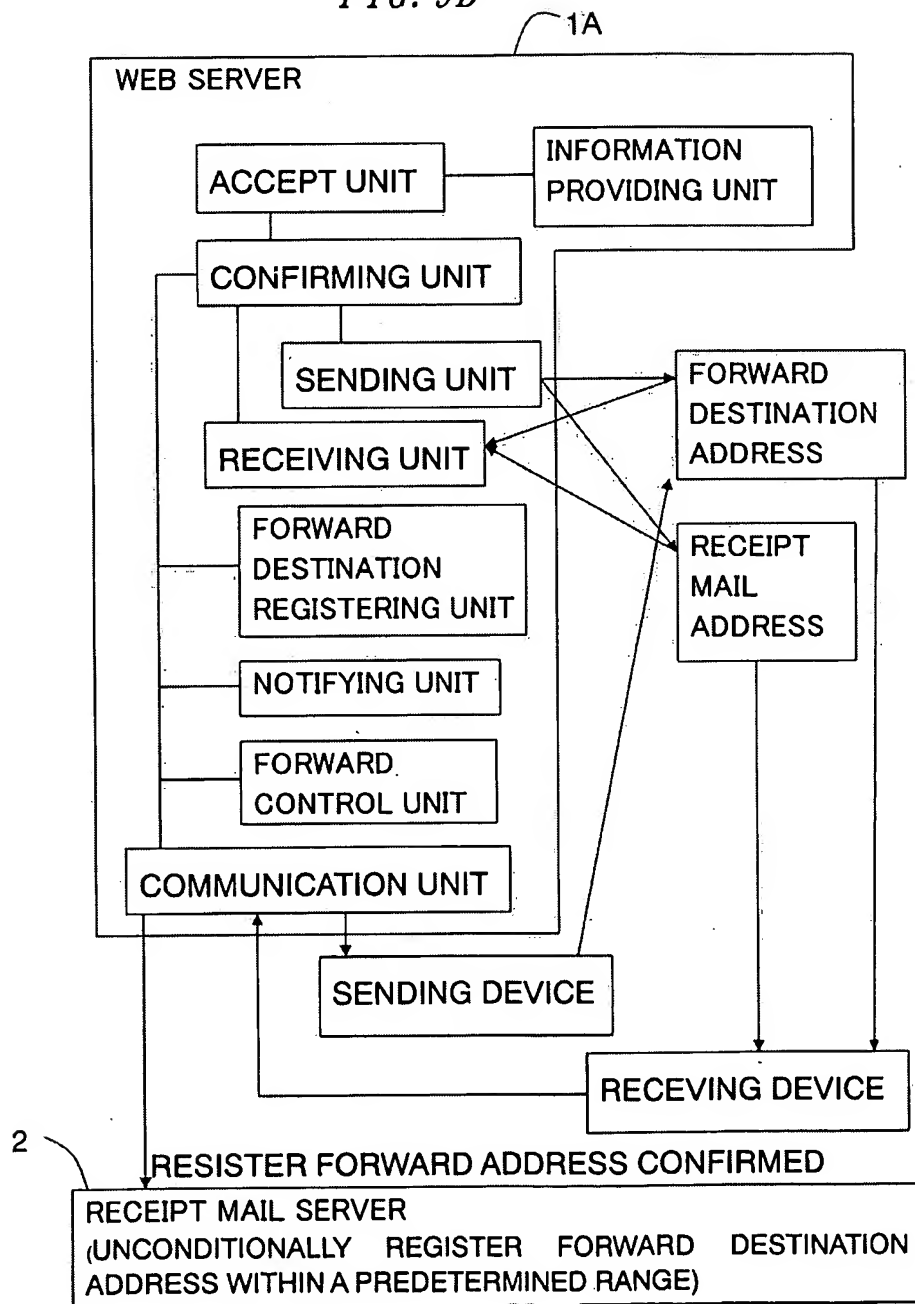 FIG. 9B
1A
WEB SERVER
ACCEPT UNIT
INFORMATION
PROVIDING UNIT
CONFIRMING UNIT
SENDING UNIT
FORWARD
DESTINATION
ADDRESS
RECEIVING UNIT
FORWARD
DESTINATION
REGISTERING UNIT
RECEIPT
MAIL
ADDRESS
NOTIFYING UNIT
FORWARD
CONTROL UNIT
COMMUNICATION UNIT
SENDING DEVICE
RECEVING DEVICE
2
RESISTER FORWARD ADDRESS CONFIRMED
RECEIPT MAIL SERVER
(UNCONDITIONALLY REGISTER FORWARD DESTINATION
ADDRESS WITHIN A PREDETERMINED RANGE)